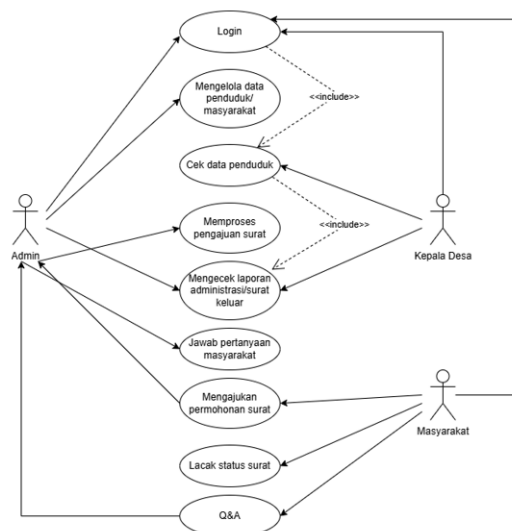 Login
Mengelola data
penduduk/
masyarakat
<<include>>
Cek data penduduk
Memproses
pengajuan surat
<<include>>
Admin
Kepala Desa
Mengecek laporan
administrasi/surat
keluar
Jawab pertanyaan
masyarakat
Mengajukan
permohonan surat
Masyarakat
Lacak status surat
Q&A